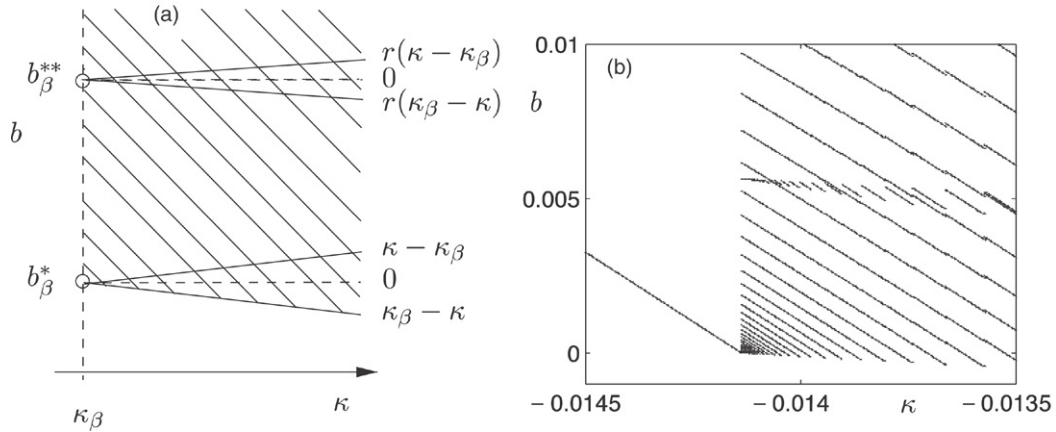 (a)
r(κ − κ_β)
b_β^{**}
0
r(κ_β − κ)
b
κ − κ_β
b_β^*
0
κ_β − κ
κ_β
κ
(b)
0.01
b
0.005
0
− 0.0145
− 0.014
κ
− 0.0135